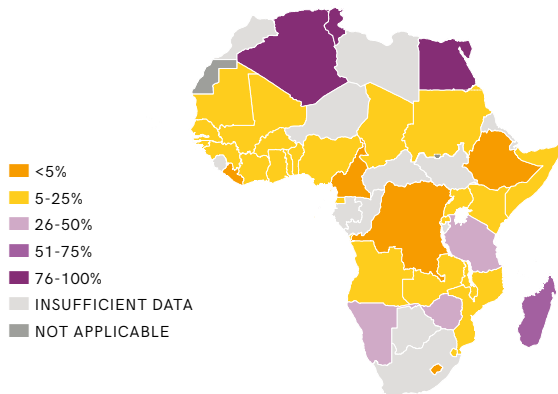 <5%
5-25%
26-50%
51-75%
76-100%
INSUFFICIENT DATA
NOT APPLICABLE